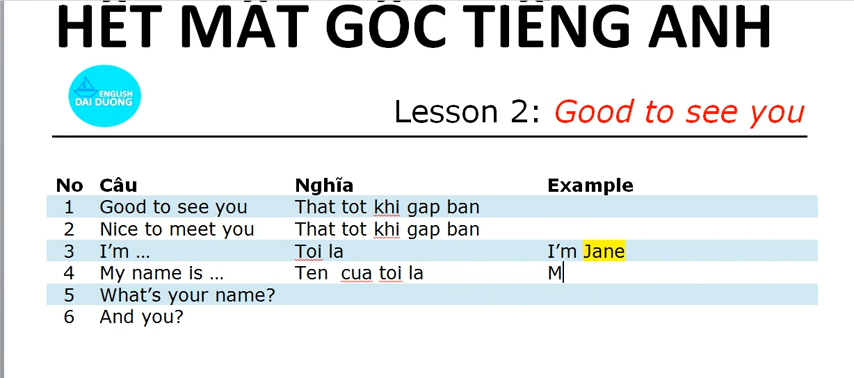 HẾT MẤT GỐC TIẾNG ANH
ENGLISH
DAI DUONG
Lesson 2: Good to see you
No Câu Nghĩa Example
1 Good to see you That tot khi gap ban
2 Nice to meet you That tot khi gap ban
3 I’m ... Toi la I’m Jane
4 My name is ... Ten cua toi la M
5 What’s your name?
6 And you?